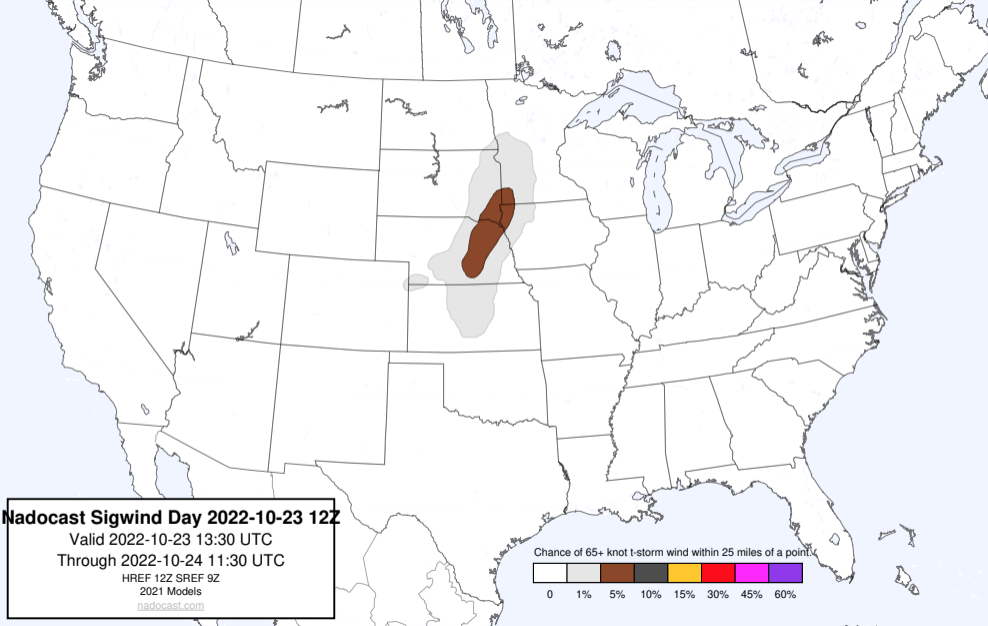 Nadocast Sigwind Day 2022-10-23 12Z
Valid 2022-10-23 13:30 UTC
Through 2022-10-24 11:30 UTC
HREF 12Z SREF 9Z
2021 Models
nadocast.com
Chance of 65+ knot t-storm wind within 25 miles of a point.
0 1% 5% 10% 15% 30% 45% 60%